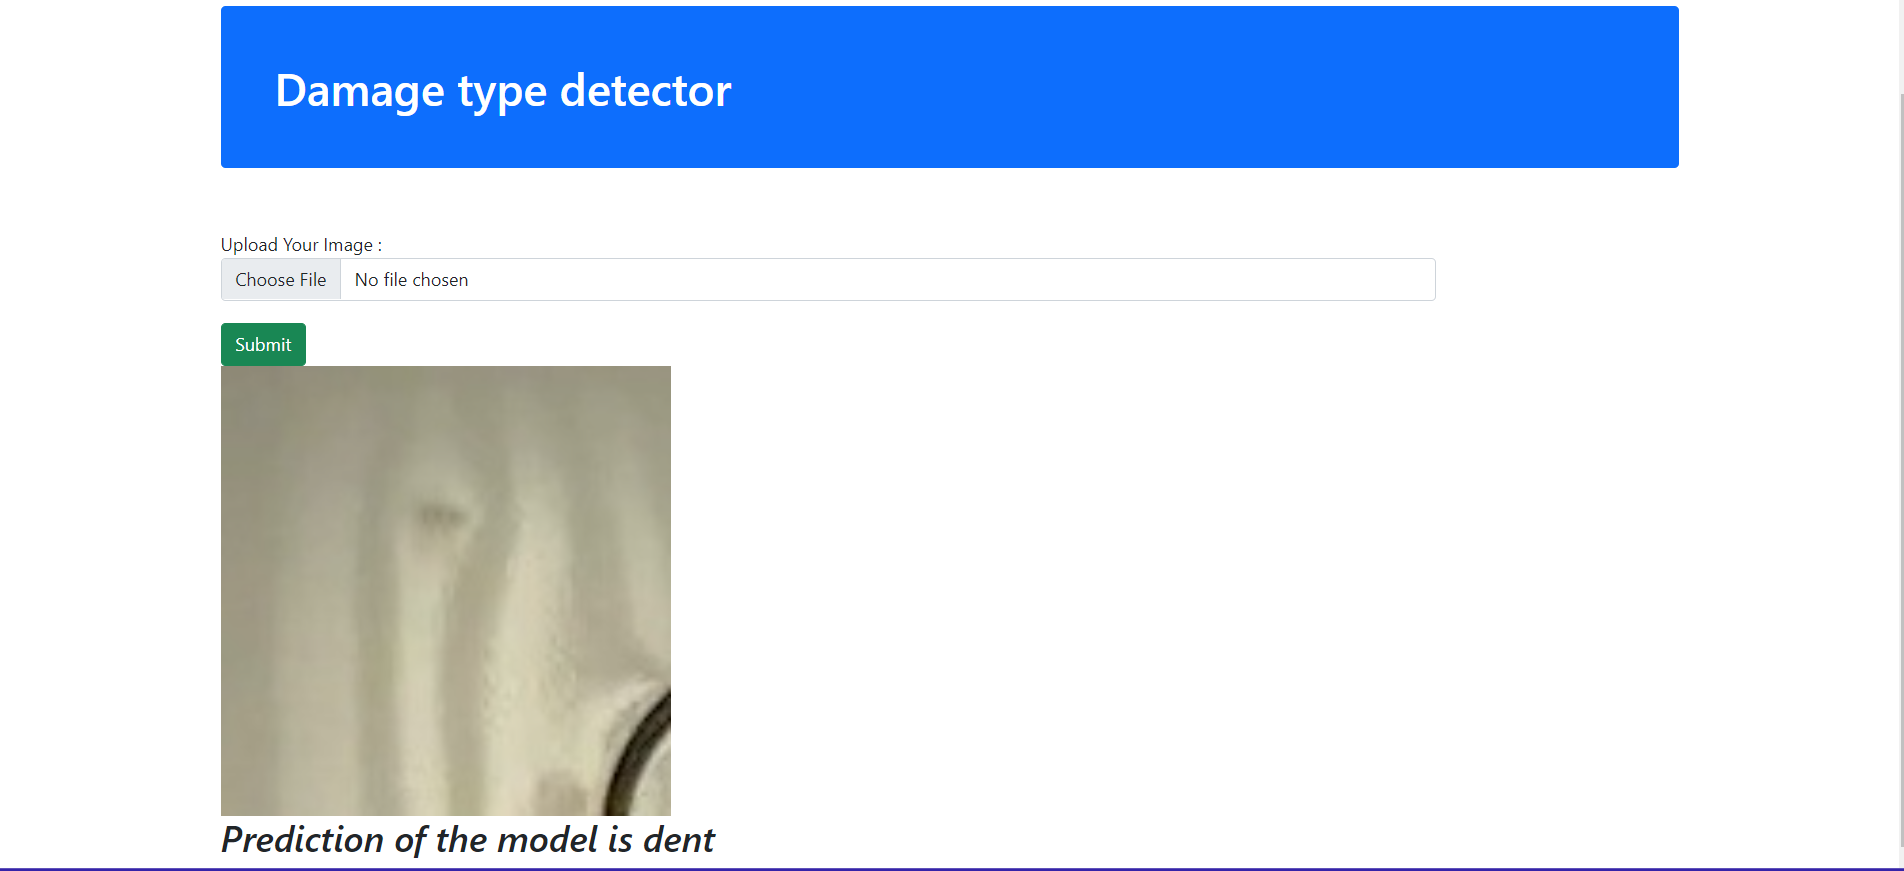 Damage type detector
Upload Your Image :
Choose File No file chosen
Submit
Prediction of the model is dent